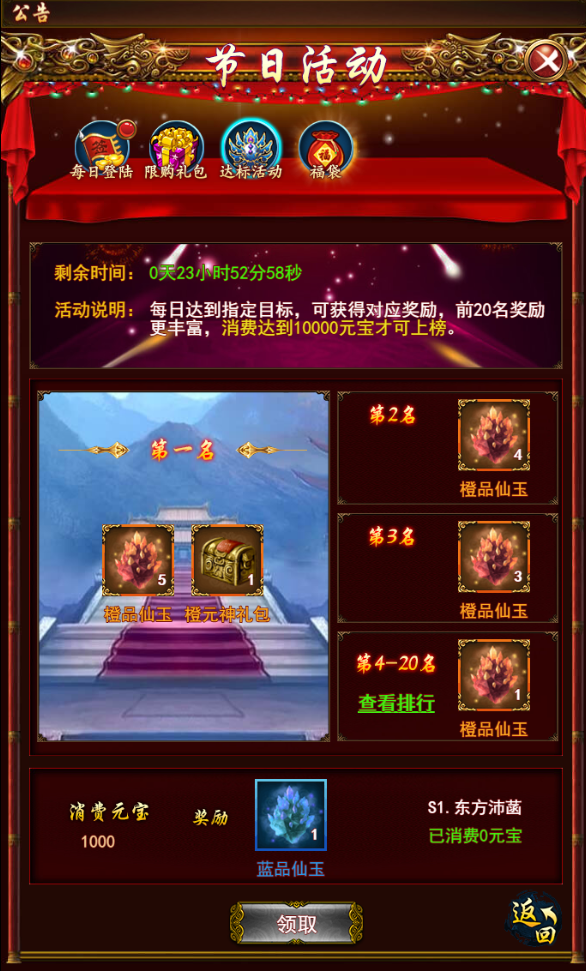 公告
节日活动
每日登陆 限购礼包 达标活动 福袋
剩余时间： 0天23小时52分58秒
活动说明： 每日达到指定目标，可获得对应奖励，前20名奖励
更丰富，消费达到10000元宝才可上榜。
第一名
5 1
橙品仙玉 橙元神礼包
第2名
4
橙品仙玉
第3名
3
橙品仙玉
第4-20名
查看排行
1
橙品仙玉
消费元宝
1000
奖励
1
蓝品仙玉
S1.东方沛菡
已消费0元宝
领取
返回